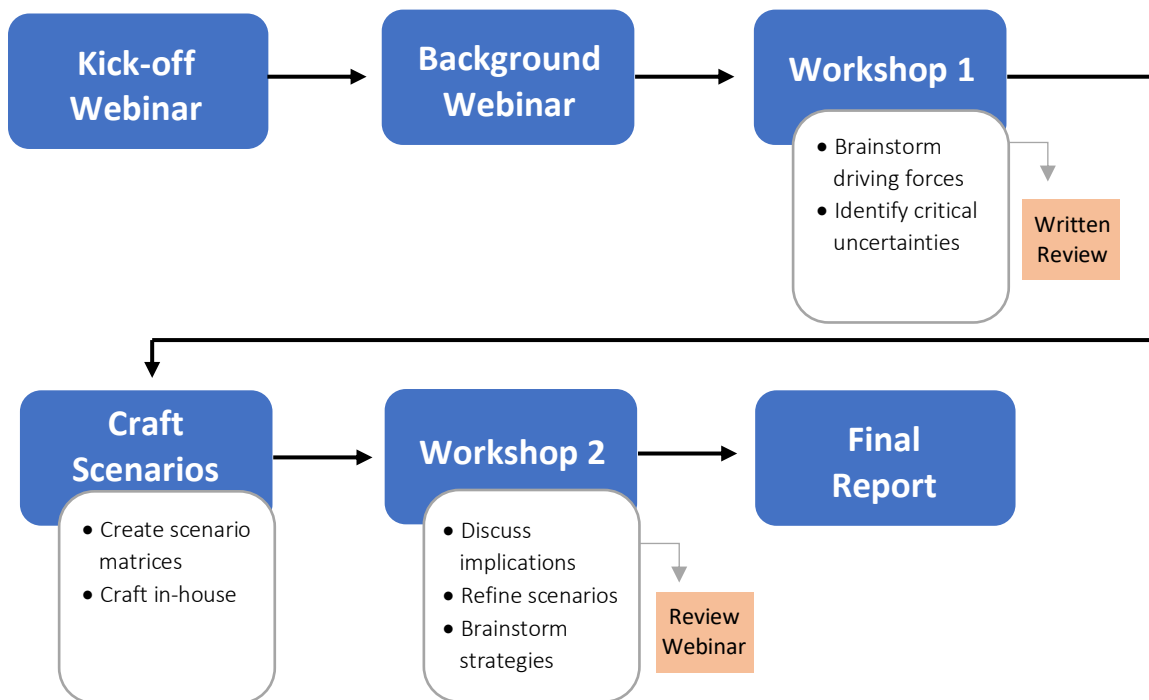 Kick-off
Webinar
Background
Webinar
Workshop 1
• Brainstorm
driving forces
• Identify critical
uncertainties
Written
Review
Craft
Scenarios
• Create scenario
matrices
• Craft in-house
Workshop 2
• Discuss
implications
• Refine scenarios
• Brainstorm
strategies
Review
Webinar
Final
Report